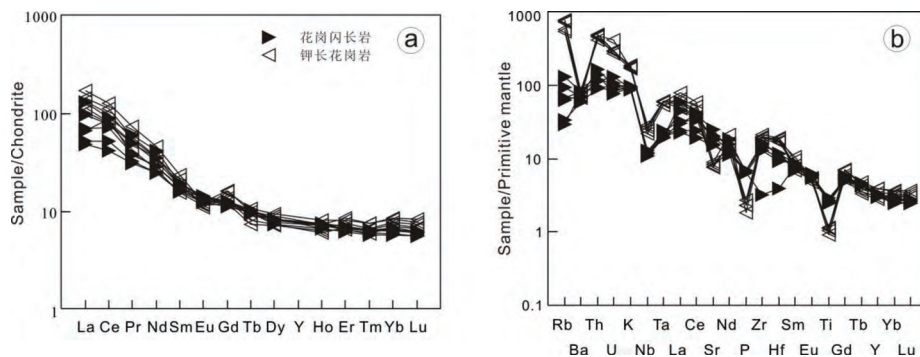 1000
100
10
1
Sample/Chondrite
花岗闪长岩
钾长花岗岩
a
La Ce Pr Nd Sm Eu Gd Tb Dy Y Ho Er Tm Yb Lu
1000
100
10
1
0.1
Sample/Primitive mantle
b
Rb Th K Ta Ce Nd Zr Sm Ti Tb Yb
Ba U Nb La Sr P Hf Eu Gd Y Lu